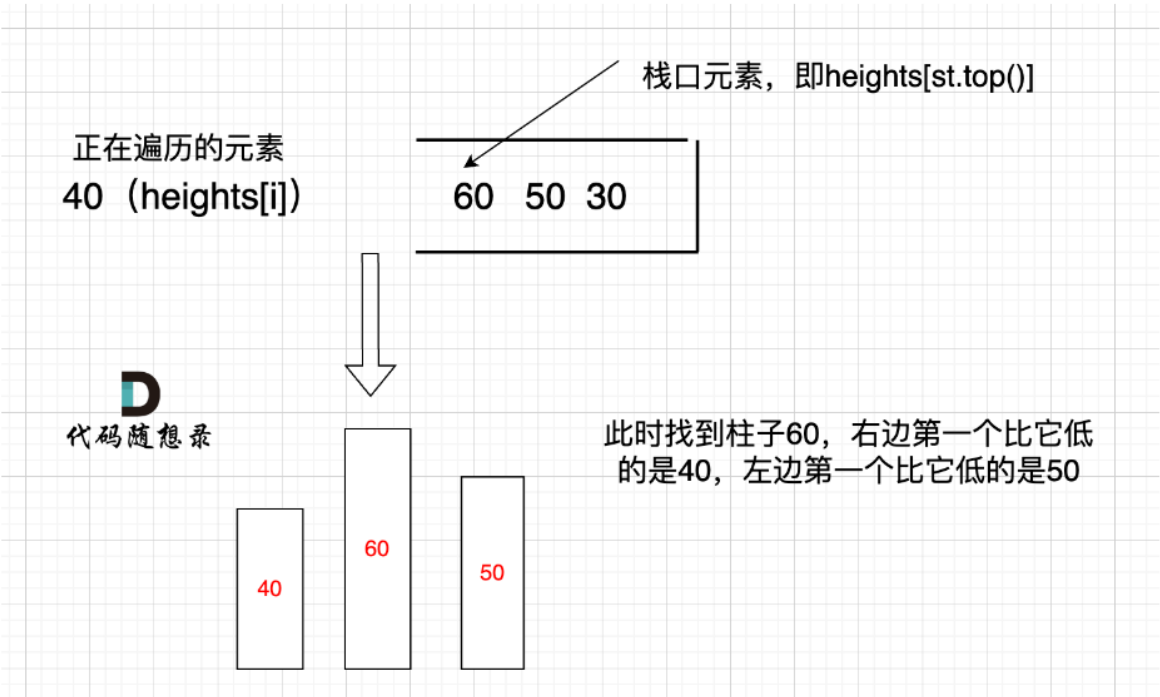 栈口元素，即heights[st.top()]
正在遍历的元素
40（heights[i]）
60 50 30
代码随想录
此时找到柱子60，右边第一个比它低
的是40，左边第一个比它低的是50
60
50
40